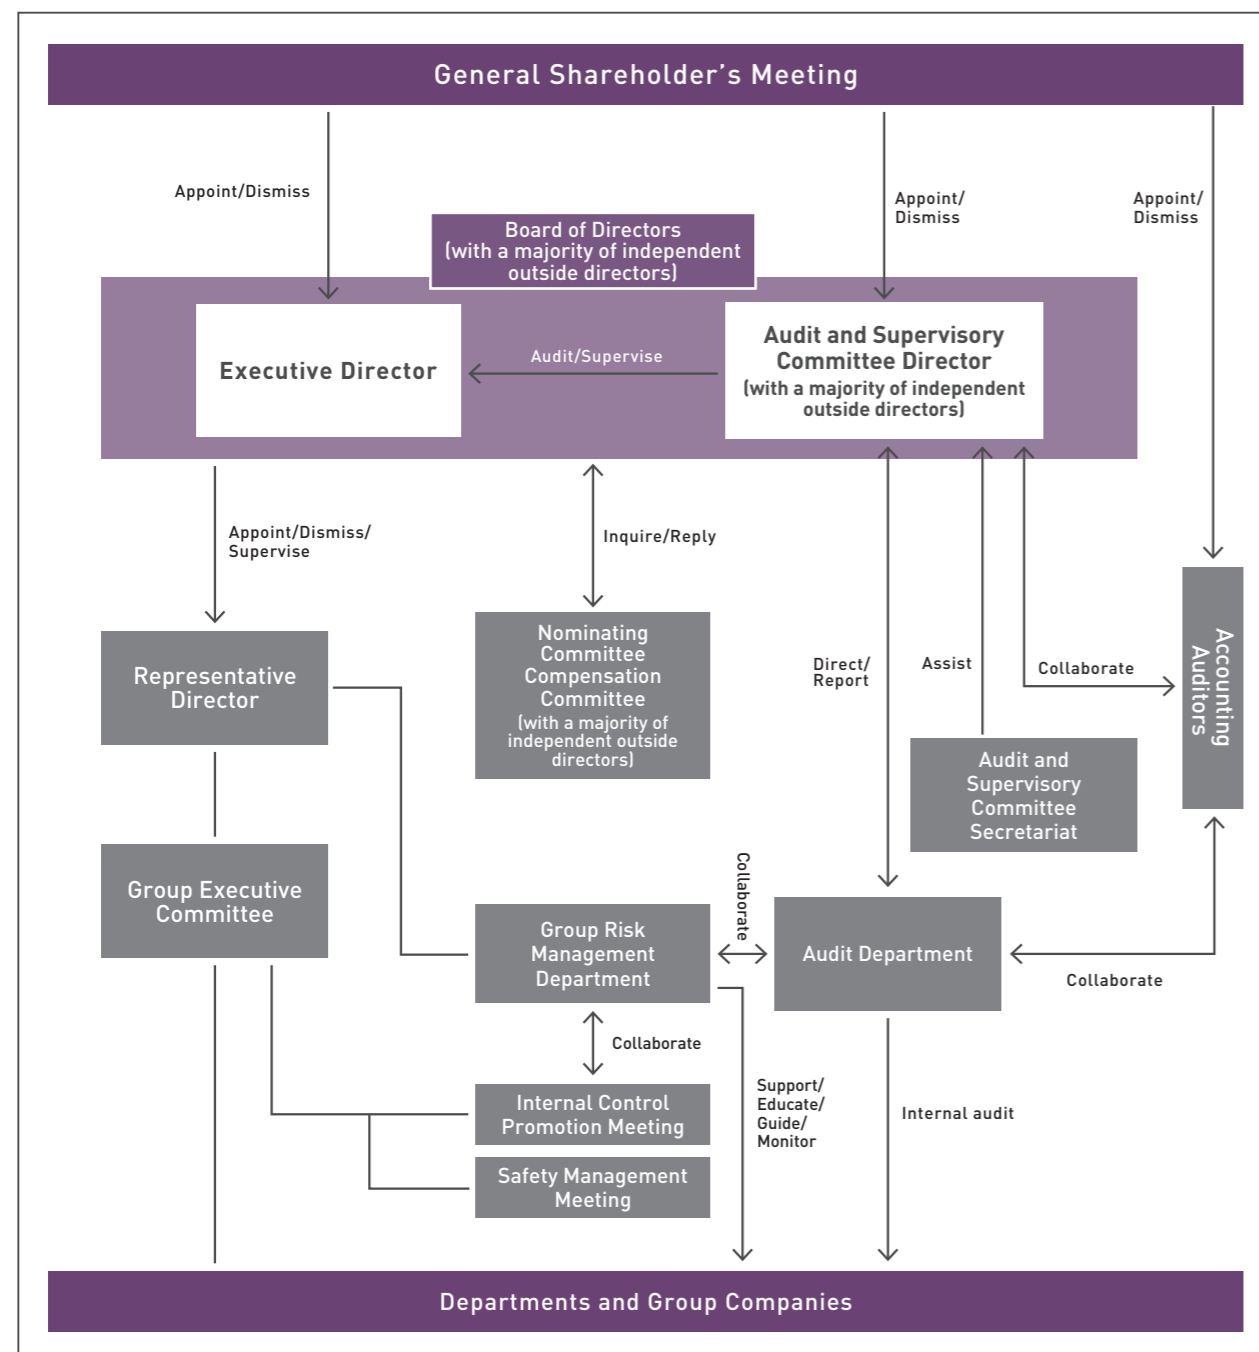 General Shareholder's Meeting
Appoint/Dismiss
Appoint/
Dismiss
Appoint/
Dismiss
Board of Directors
(with a majority of independent
outside directors)
Executive Director
Audit/Supervise
Audit and Supervisory
Committee Director
(with a majority of independent
outside directors)
Appoint/Dismiss/
Supervise
Inquire/Reply
Representative
Director
Nominating
Committee
Compensation
Committee
(with a majority of
independent outside
directors)
Direct/
Report
Assist
Collaborate
Accounting
Auditors
Audit and
Supervisory
Committee
Secretariat
Group Executive
Committee
Group Risk
Management
Department
Collaborate
Audit Department
Collaborate
Collaborate
Internal Control
Promotion Meeting
Support/
Educate/
Guide/
Monitor
Internal audit
Safety Management
Meeting
Departments and Group Companies